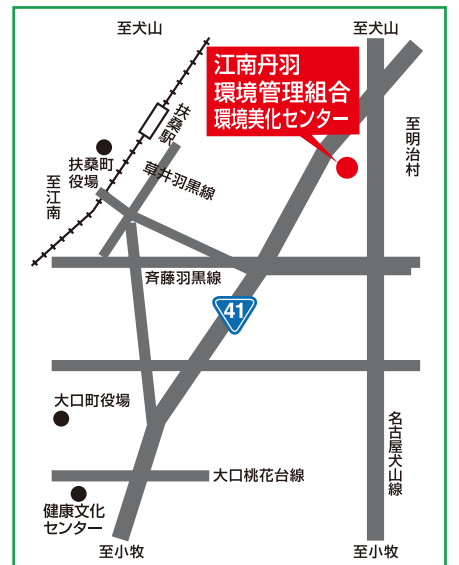 至犬山
至犬山
江南丹羽
環境管理組合
環境美化センター
扶桑駅
至明治村
扶桑町
役場
草井羽黒線
至江南
斉藤羽黒線
41
大口町役場
名古屋犬山線
大口桃花台線
健康文化
センター
至小牧
至小牧